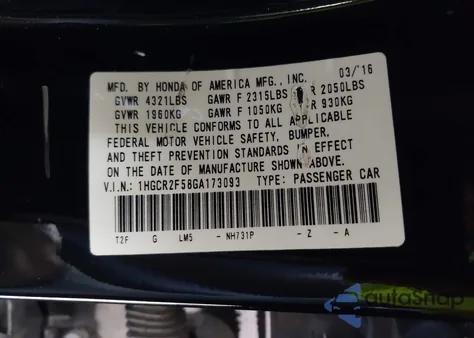 MFD. BY HONDA OF AMERICA MFG., INC. 03/'16
GVWR 4321LBS GAWR F 2315LBS R 2050LBS
GVWR 1960KG GAWR F 1050KG R 930KG
THIS VEHICLE CONFORMS TO ALL APPLICABLE
FEDERAL MOTOR VEHICLE SAFETY, BUMPER,
AND THEFT PREVENTION STANDARDS IN EFFECT
ON THE DATE OF MANUFACTURE SHOWN ABOVE.
V.I.N.: 1HGCR2F58GA173093 TYPE: PASSENGER CAR
T2F G LM5 - NH731P - Z - A
autoSnap